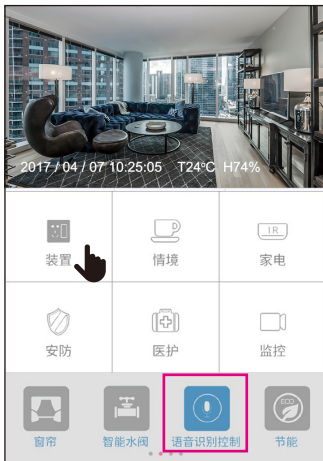 2017 / 04 / 07 10:25:05 T24°C H74%
IR
装置 情境 家电
安防 医护 监控
ECO
窗帘 智能水阀 语音识别控制 节能